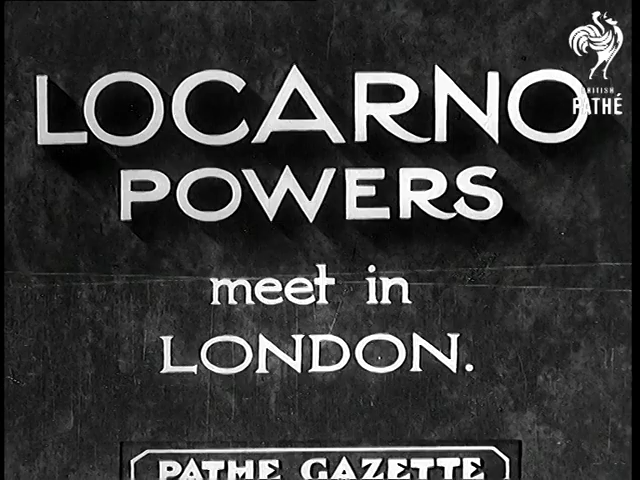 BRITISH
PATHÉ
LOCARNO
POWERS
meet in
LONDON.
PATHE GAZETTE